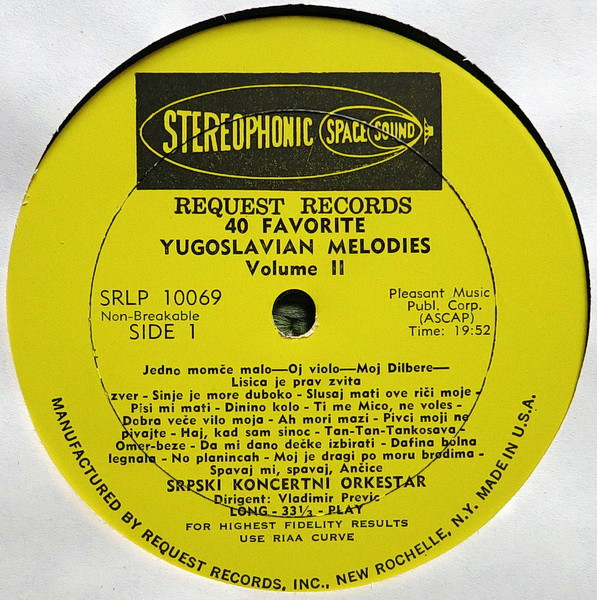 STEREOPHONIC SPACE SOUND
REQUEST RECORDS
40 FAVORITE
YUGOSLAVIAN MELODIES
Volume II
SRLP 10069
Non-Breakable
SIDE 1
Pleasant Music
Publ. Corp.
(ASCAP)
Time: 19:52
Jedno momče malo—Oj violo—Moj Dilbere—
Lisica je prav zvita
zver - Sinje je more duboko - Slusaj mati ove riči moje -
Pisi mi mati - Dinino kolo - Ti me Mico, ne voles -
Dobra veče vilo moja - Ah mori mazi - Pivci moji ne
pivajte - Haj, kad sam sinoc - Tan-Tan-Tankosava -
Omer-beze - Da mi dano dečke izbirati - Dafina bolna
legnala - No planincah - Moj je dragi po moru brodima -
Spavaj mi, spavaj, Ančice
SRPSKI KONCERTNI ORKESTAR
Dirigent: Vladimir Previc
LONG - 33⅓ - PLAY
FOR HIGHEST FIDELITY RESULTS
USE RIAA CURVE
MANUFACTURED BY REQUEST RECORDS, INC., NEW ROCHELLE, N.Y. MADE IN U.S.A.